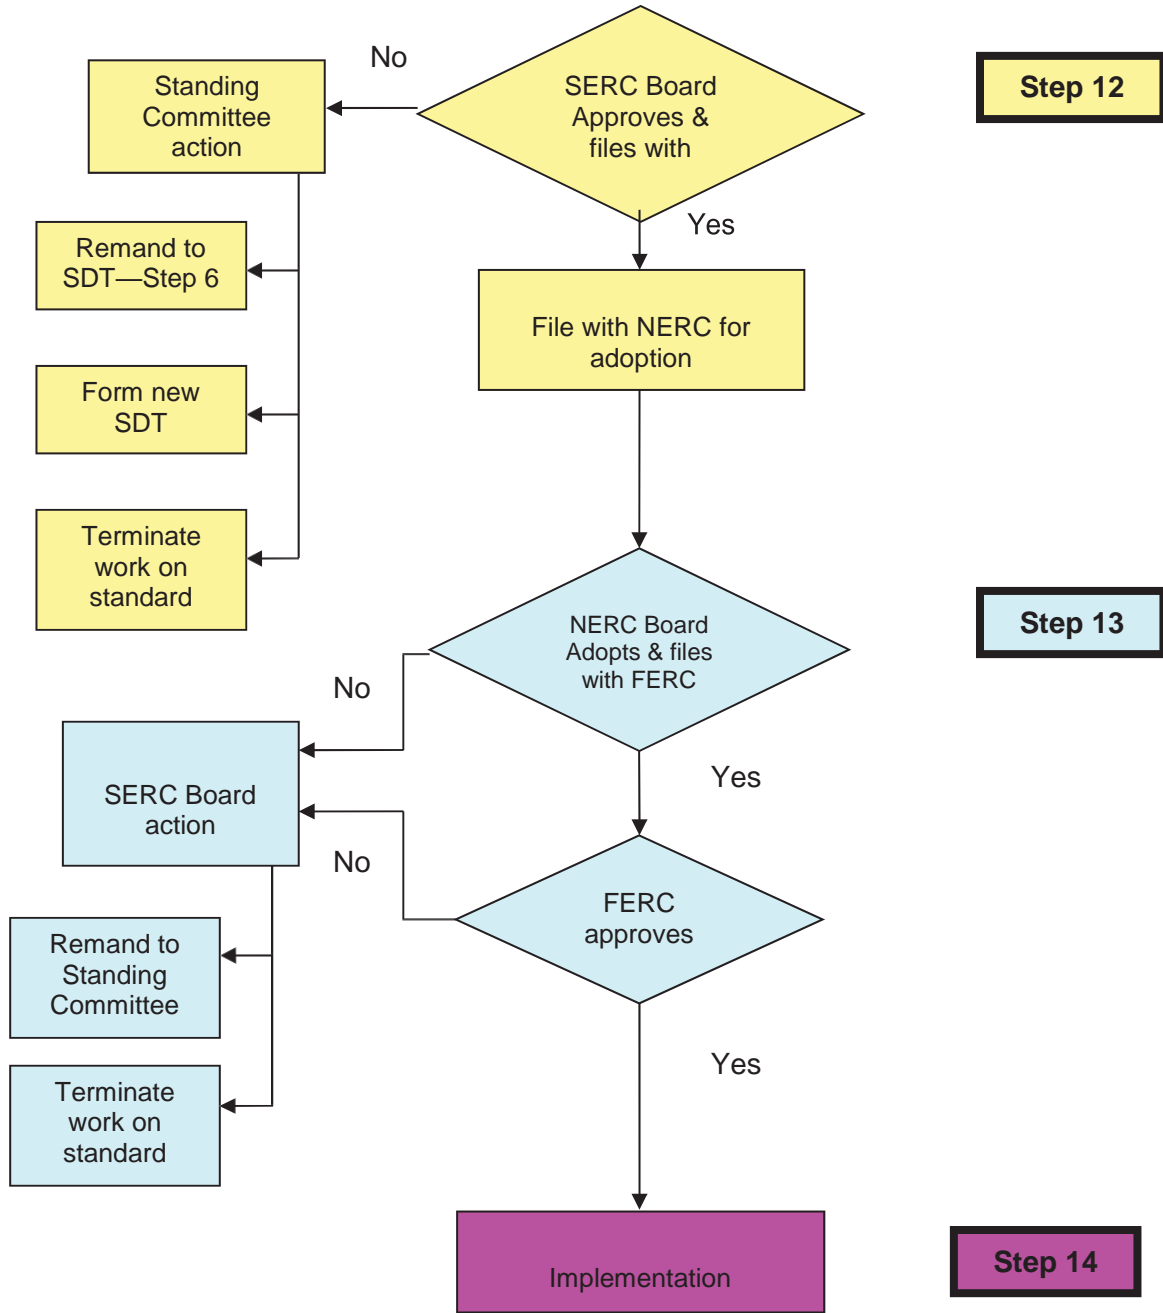 No
Standing
Committee
action
SERC Board
Approves &
files with
Step 12
Yes
Remand to
SDT—Step 6
File with NERC for
adoption
Form new
SDT
Terminate
work on
standard
NERC Board
Adopts & files
with FERC
Step 13
No
Yes
SERC Board
action
No
FERC
approves
Remand to
Standing
Committee
Yes
Terminate
work on
standard
Implementation
Step 14